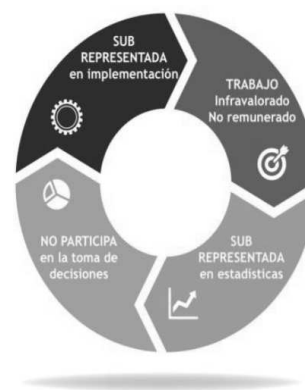 SUB
REPRESENTADA
en implementación
TRABAJO
Infravalorado
No remunerado
SUB
REPRESENTADA
en estadísticas
NO PARTICIPA
en la toma de
decisiones